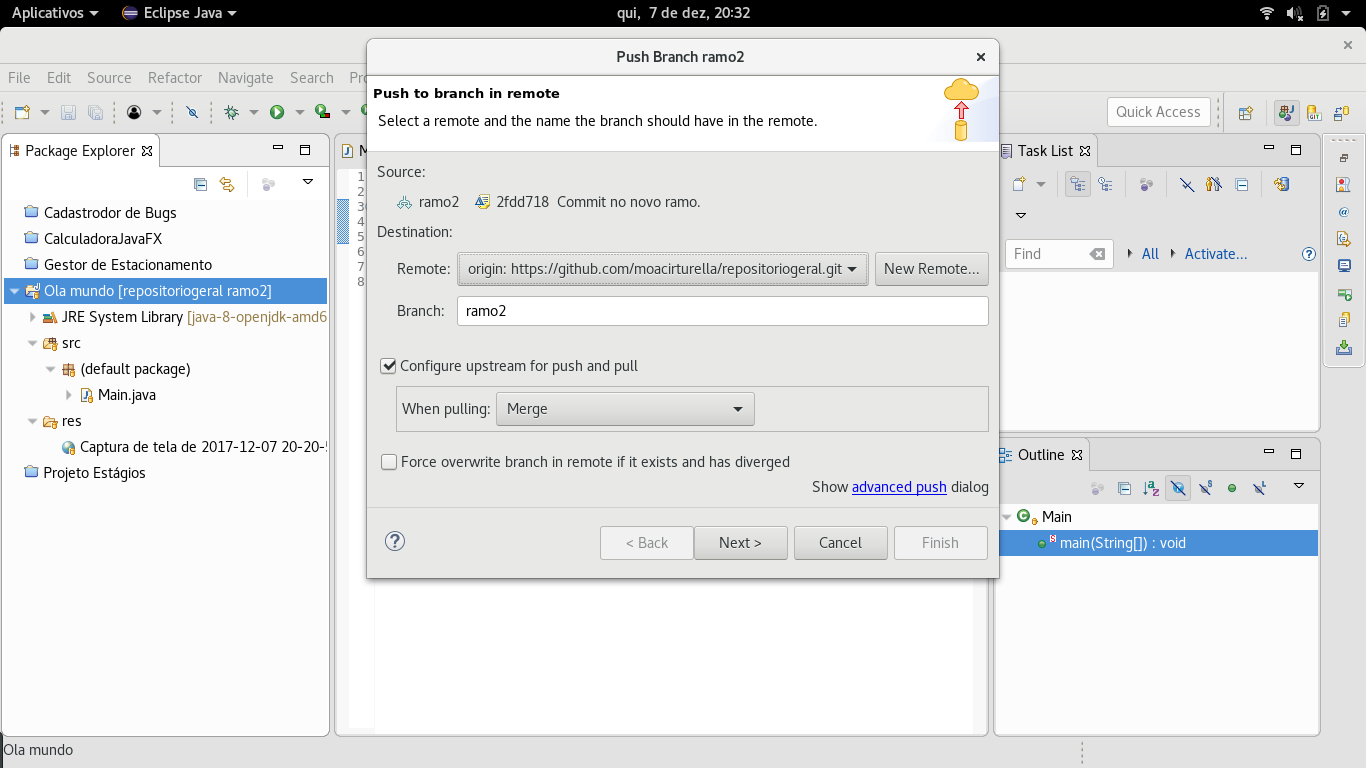 Aplicativos Eclipse Java qui, 7 de dez, 20:32
Push Branch ramo2
File Edit Source Refactor Navigate Search
Push to branch in remote
Select a remote and the name the branch should have in the remote.
Quick Access
Package Explorer
Task List
Find All Activate...
Cadastrodor de Bugs
CalculadoraJavaFX
Gestor de Estacionamento
Ola mundo [repositoriogeral ramo2]
JRE System Library [java-8-openjdk-amd6
src
(default package)
Main.java
res
Captura de tela de 2017-12-07 20-20-5
Projeto Estágios
1
2
3
4
5
6
7
8
Source:
ramo2 2fdd718 Commit no novo ramo.
Destination:
Remote: origin: https://github.com/moacirturella/repositoriogeral.git New Remote...
Branch: ramo2
Configure upstream for push and pull
When pulling: Merge
Force overwrite branch in remote if it exists and has diverged
Show advanced push dialog
< Back Next > Cancel Finish
Outline
Main
main(String[]) : void
Ola mundo